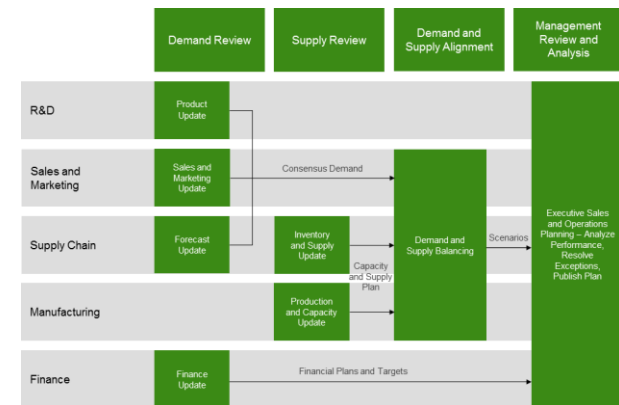 Demand Review
Supply Review
Demand and
Supply Alignment
Management
Review and
Analysis
R&D
Product
Update
Sales and
Marketing
Sales and
Marketing
Update
Consensus Demand
Supply Chain
Forecast
Update
Inventory
and Supply
Update
Demand and
Supply Balancing
Scenarios
Executive Sales
and Operations
Planning – Analyze
Performance,
Resolve
Exceptions,
Publish Plan
Capacity
and Supply
Plan
Manufacturing
Production
and Capacity
Update
Finance
Finance
Update
Financial Plans and Targets